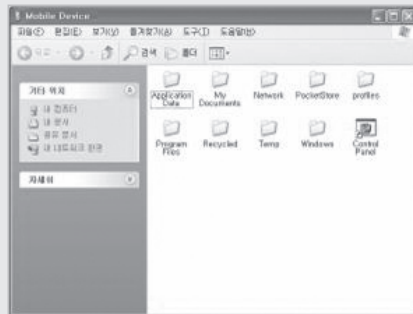 Mobile Device
파일(F) 편집(E) 보기(V) 즐겨찾기(A) 도구(T) 도움말(H)
뒤로 검색 폴더
기타 위치
내 컴퓨터
내 문서
공유 문서
내 네트워크 환경
자세히
Application Data
My Documents
Network
PocketStore
profiles
Program Files
Recycled
Temp
Windows
Control Panel